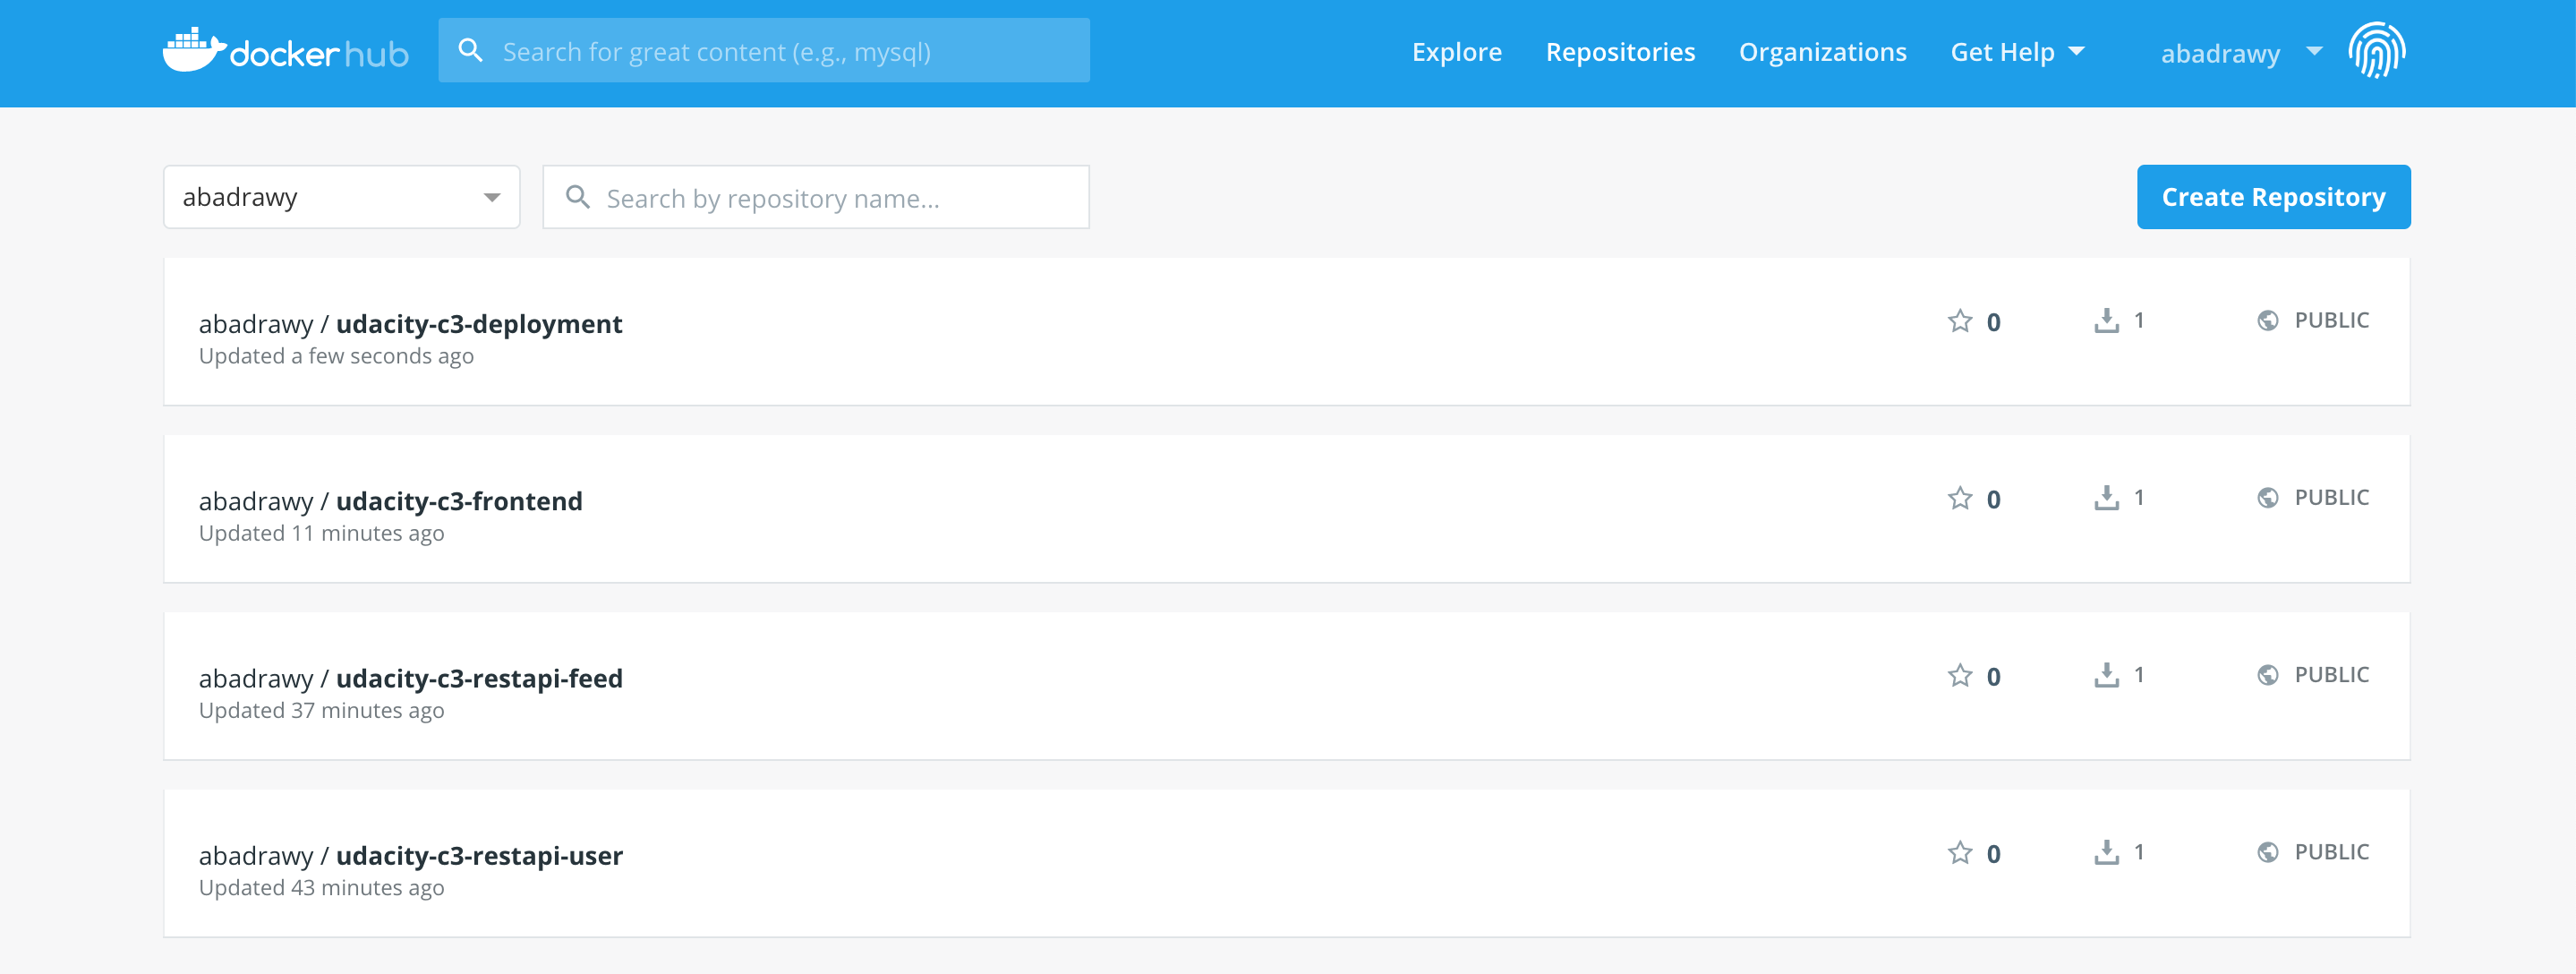 dockerhub
Search for great content (e.g., mysql)
Explore
Repositories
Organizations
Get Help
abadrawy
abadrawy
Search by repository name...
Create Repository
abadrawy / udacity-c3-deployment
0
1
PUBLIC
Updated a few seconds ago
abadrawy / udacity-c3-frontend
0
1
PUBLIC
Updated 11 minutes ago
abadrawy / udacity-c3-restapi-feed
0
1
PUBLIC
Updated 37 minutes ago
abadrawy / udacity-c3-restapi-user
0
1
PUBLIC
Updated 43 minutes ago